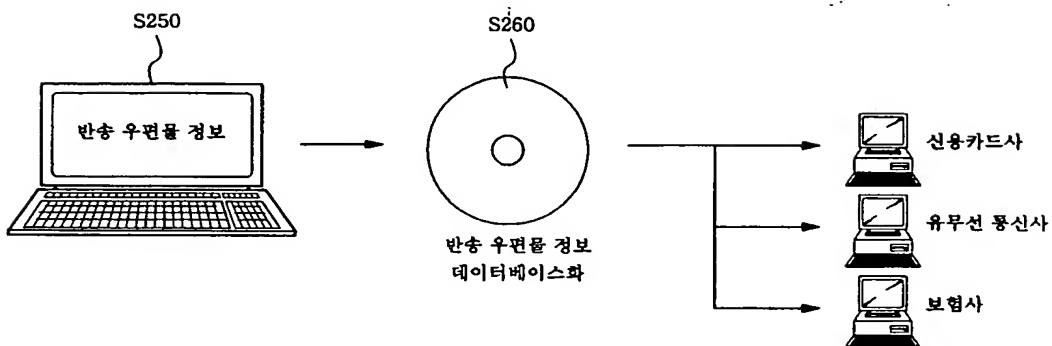 S250
S260
반송 우편물 정보
신용카드사
유무선 통신사
반송 우편물 정보
데이터베이스화
보험사